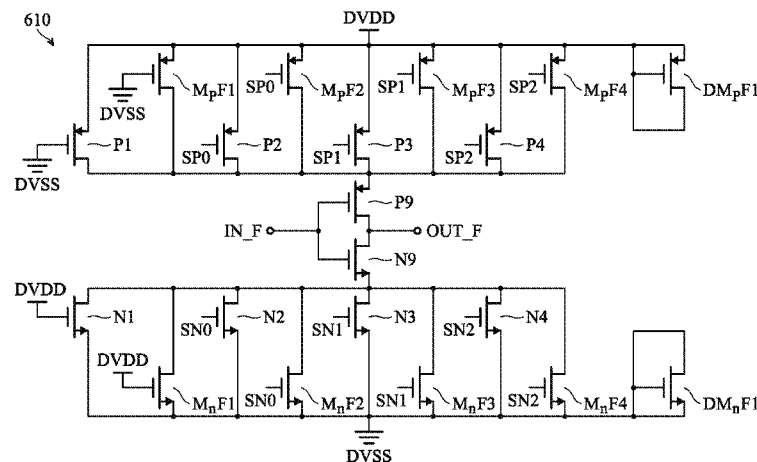 610
DVDD
SP0
SP1
SP2
MPF1
MPF2
MPF3
MPF4
DMPF1
DVSS
P1
SP0
P2
SP1
P3
SP2
P4
DVSS
P9
IN_F
OUT_F
N9
DVDD
N1
SN0
N2
SN1
N3
SN2
N4
DVDD
MnF1
SN0
MnF2
SN1
MnF3
SN2
MnF4
DMnF1
DVSS